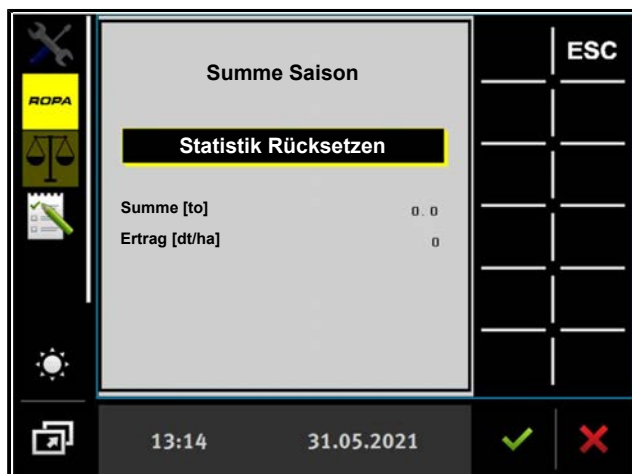 ESC
Summe Saison
ROPA
Statistik Rücksetzen
Summe [to] 0.0
Ertrag [dt/ha] 0
13:14 31.05.2021